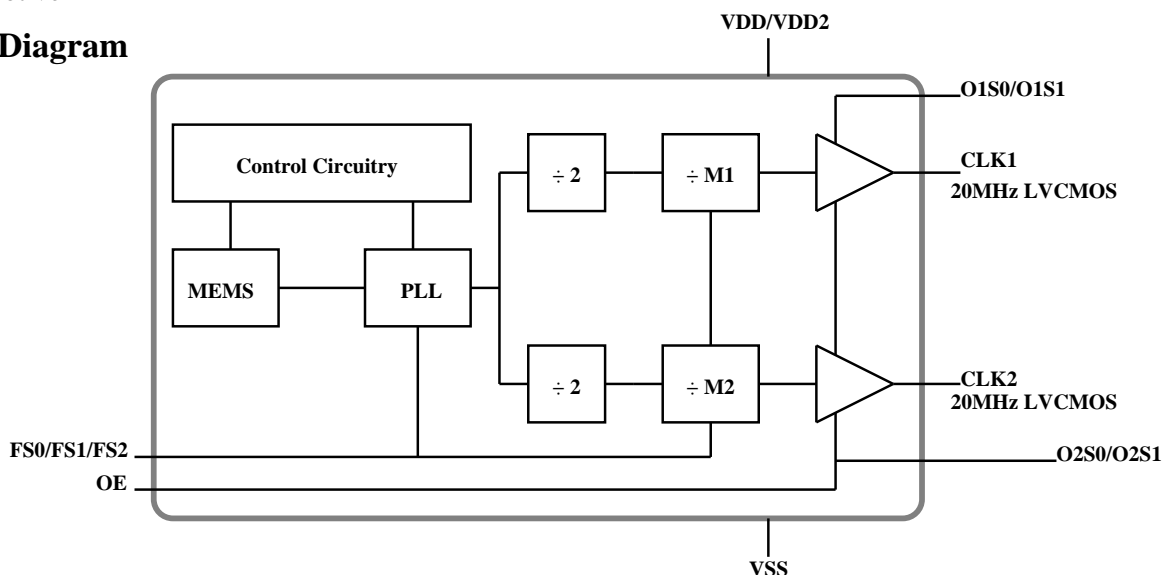 Diagram
VDD/VDD2
O1S0/O1S1
Control Circuitry
÷ 2
÷ M1
CLK1
20MHz LVCMOS
MEMS
PLL
÷ 2
÷ M2
CLK2
20MHz LVCMOS
FS0/FS1/FS2
O2S0/O2S1
OE
VSS